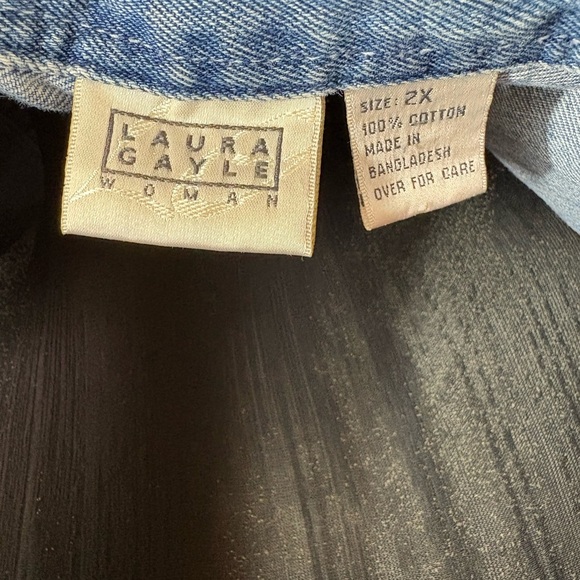 LAURA
GAYLE
WOMAN
SIZE: 2X
100% COTTON
MADE IN
BANGLADESH
OVER FOR CARE